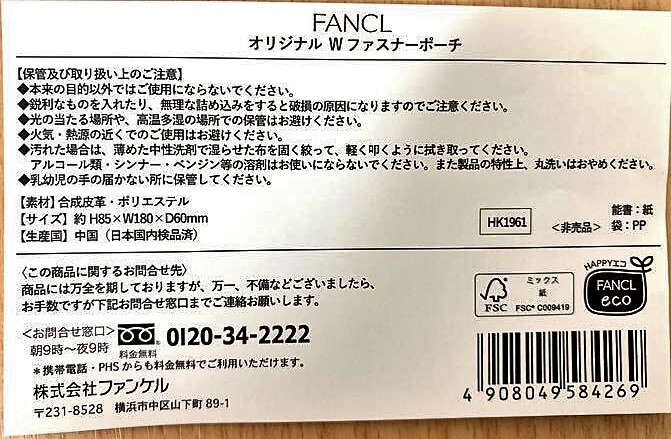 FANCL
オリジナル W ファスナーポーチ
【保管及び取り扱い上のご注意】
◆本来の目的以外ではご使用にならないでください。
◆鋭利なものを入れたり、無理な詰め込みをすると破損の原因になりますのでご注意ください。
◆光の当たる場所や、高温多湿の場所での保管はお避けください。
◆火気・熱源の近くでのご使用はお避けください。
◆汚れた場合は、薄めた中性洗剤で湿らせた布を固く絞って、軽く叩くように拭き取ってください。
アルコール類・シンナー・ベンジン等の溶剤はお使いにならないでください。また製品の特性上、丸洗いはおやめください。
◆乳幼児の手の届かない所に保管してください。
【素材】合成皮革・ポリエステル
【サイズ】約 H85×W180×D60mm
【生産国】中国（日本国内検品済）
HK1961
<非売品>
能書：紙
袋：PP
〈この商品に関するお問合せ先〉
商品には万全を期しておりますが、万一、不備などございましたら、
お手数ですが下記お問合せ窓口までご連絡お願いします。
<お問合せ窓口>
朝9時～夜9時
料金無料
0120-34-2222
＊携帯電話・PHSからも料金無料でご利用いただけます。
株式会社ファンケル
〒231-8528 横浜市中区山下町 89-1
FSC
ミックス
紙
FSC® C009419
HAPPYエコ
FANCL
eco
4 908049 584269